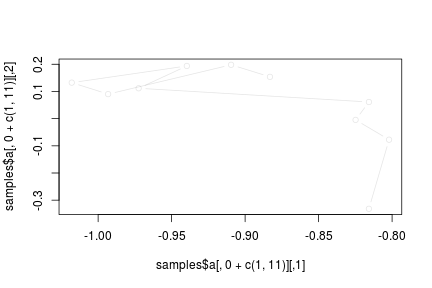 samples$a[, 0 + c(1, 11)][,2]
0.2
0.1
-0.1
-0.3
-1.00 -0.95 -0.90 -0.85 -0.80
samples$a[, 0 + c(1, 11)][,1]